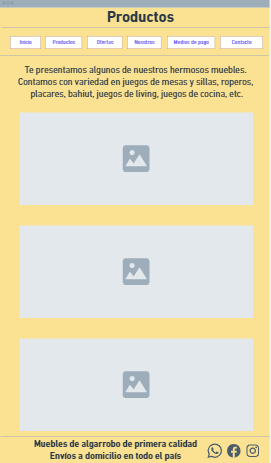 Productos
Inicio Productos Ofertas Nosotros Medios de pago Contacto
Te presentamos algunos de nuestros hermosos muebles.
Contamos con variedad en juegos de mesas y sillas, roperos,
placares, bahiut, juegos de living, juegos de cocina, etc.
Muebles de algarrobo de primera calidad
Envíos a domicilio en todo el país